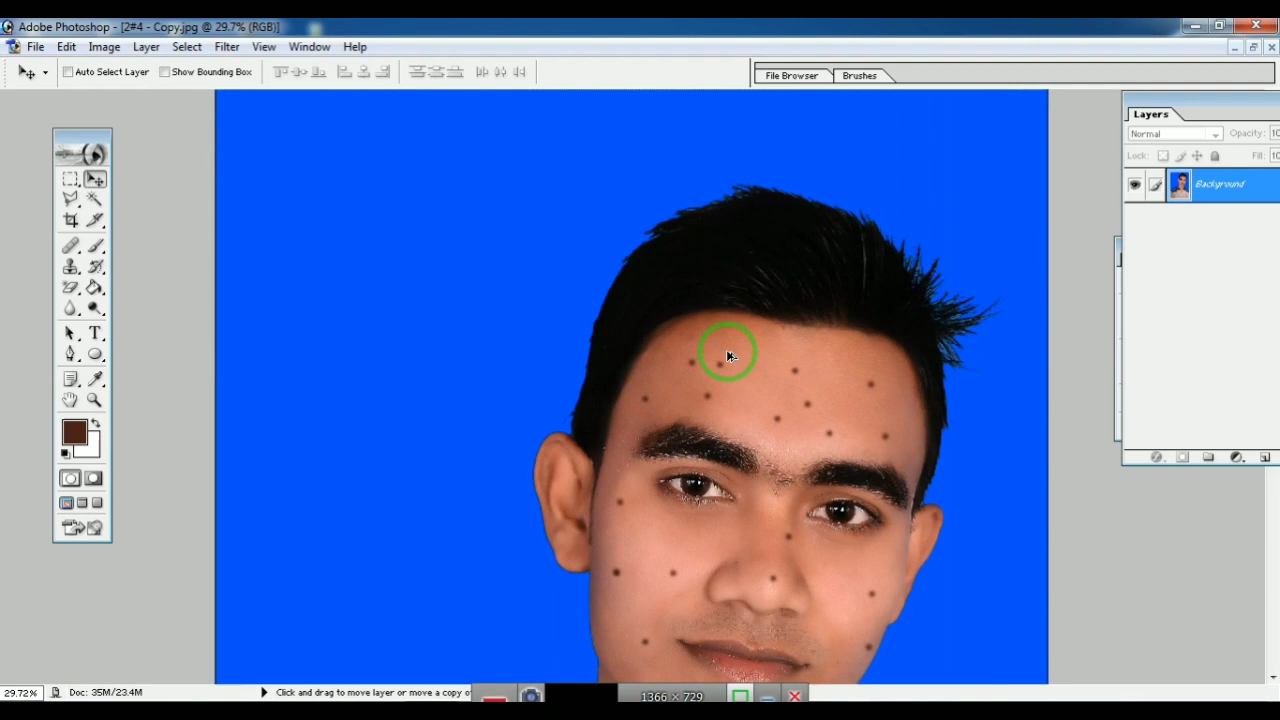 Adobe Photoshop - [2#4 - Copy.jpg @ 29.7% (RGB)]
File Edit Image Layer Select Filter View Window Help
Auto Select Layer Show Bounding Box
File Browser Brushes
Layers
Normal Opacity: 10
Lock: Fill: 10
Background
T
29.72% Doc: 35M/23.4M Click and drag to move layer or move a copy o
1366 × 729